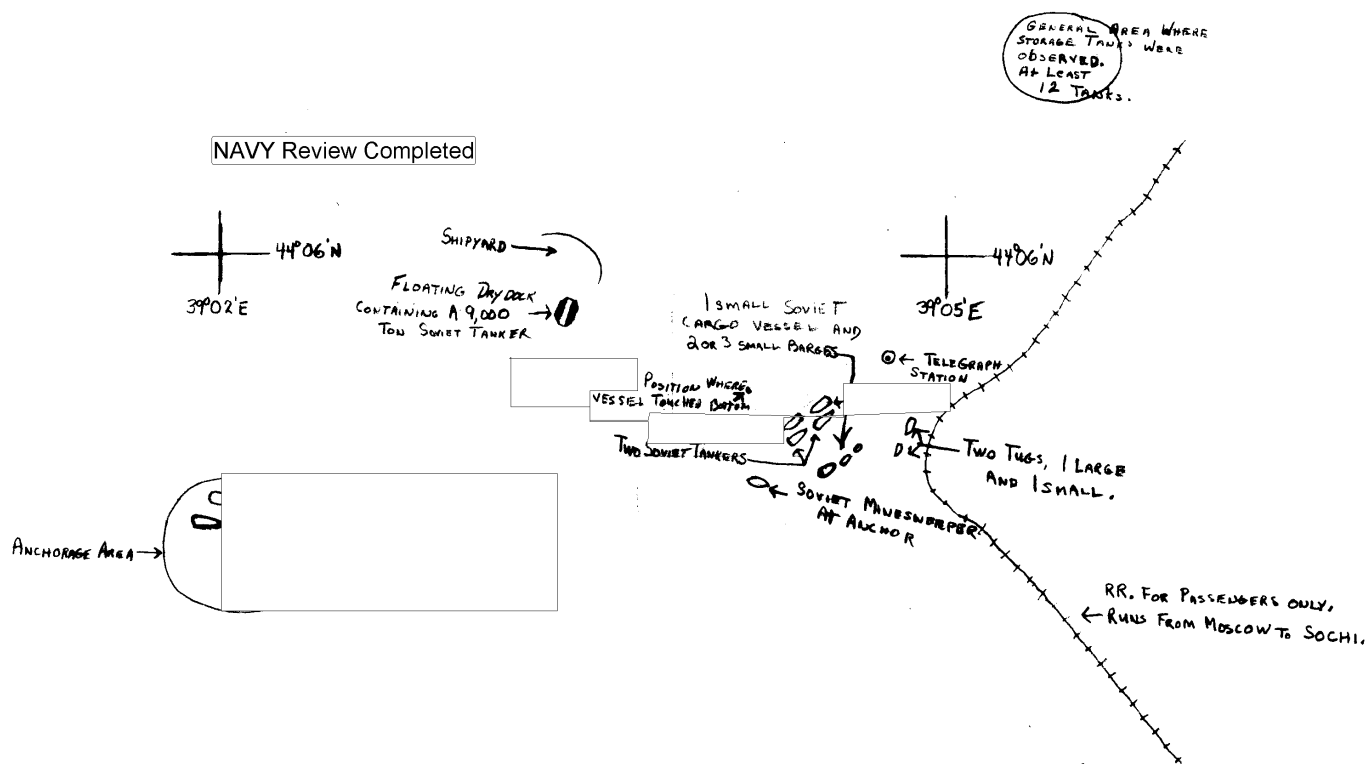 GENERAL AREA WHERE
STORAGE TANKS WERE
OBSERVED.
At LEAST
12 TANKS.
NAVY Review Completed
44°06'N
39°02'E
SHIPYARD
FLOATING DRY DOCK
CONTAINING A 9,000
TON SOVIET TANKER
1 SMALL SOVIET
CARGO VESSEL AND
2 OR 3 SMALL BARGES
44°06'N
39°05'E
TELEGRAPH
STATION
POSITION WHERE
VESSEL TOUCHED BOTTOM
TWO SOVIET TANKERS
TWO TUGS, 1 LARGE
AND 1 SMALL.
SOVIET MINESWEEPER
At ANCHOR
ANCHORAGE AREA
RR. FOR PASSENGERS ONLY.
RUNS FROM MOSCOW TO SOCHI.